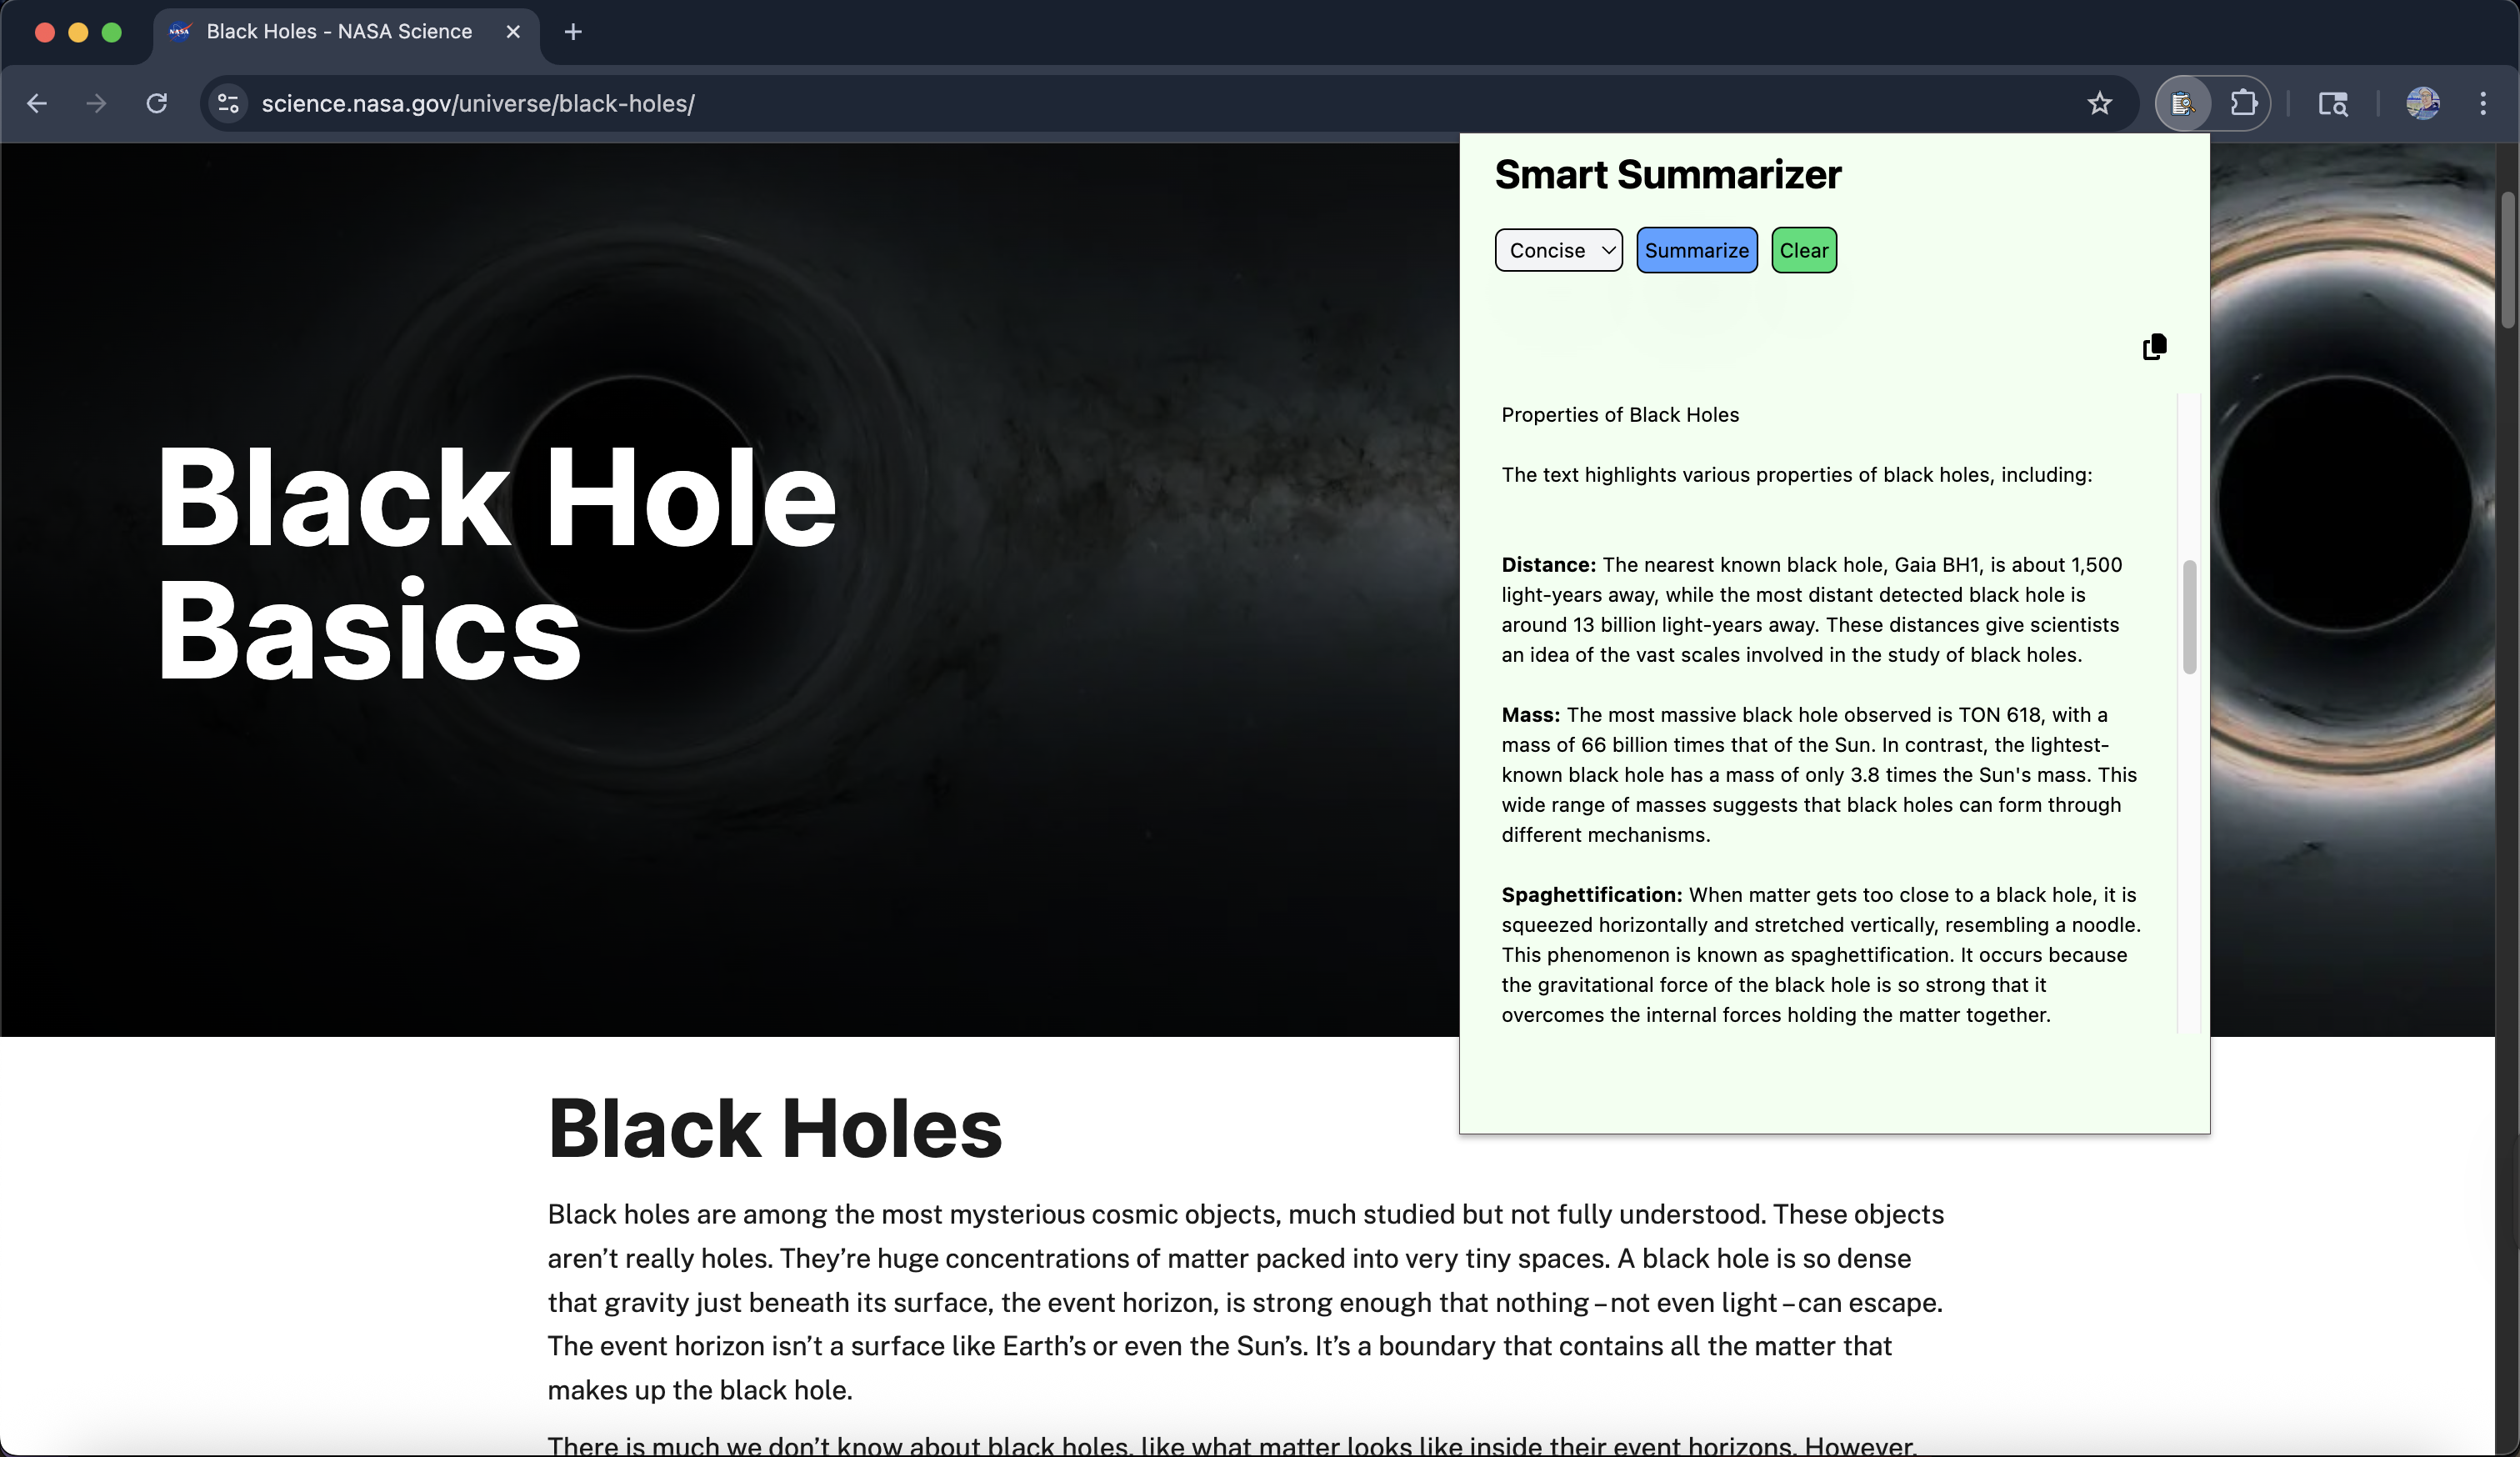 Black Holes - NASA Science
science.nasa.gov/universe/black-holes/
Smart Summarizer
Concise
Summarize
Clear
Properties of Black Holes
The text highlights various properties of black holes, including:
Distance: The nearest known black hole, Gaia BH1, is about 1,500
light-years away, while the most distant detected black hole is
around 13 billion light-years away. These distances give scientists
an idea of the vast scales involved in the study of black holes.
Mass: The most massive black hole observed is TON 618, with a
mass of 66 billion times that of the Sun. In contrast, the lightest-
known black hole has a mass of only 3.8 times the Sun's mass. This
wide range of masses suggests that black holes can form through
different mechanisms.
Spaghettification: When matter gets too close to a black hole, it is
squeezed horizontally and stretched vertically, resembling a noodle.
This phenomenon is known as spaghettification. It occurs because
the gravitational force of the black hole is so strong that it
overcomes the internal forces holding the matter together.
Black Hole
Basics
Black Holes
Black holes are among the most mysterious cosmic objects, much studied but not fully understood. These objects
aren’t really holes. They’re huge concentrations of matter packed into very tiny spaces. A black hole is so dense
that gravity just beneath its surface, the event horizon, is strong enough that nothing – not even light – can escape.
The event horizon isn’t a surface like Earth’s or even the Sun’s. It’s a boundary that contains all the matter that
makes up the black hole.
There is much we don’t know about black holes, like what matter looks like inside their event horizons. However,